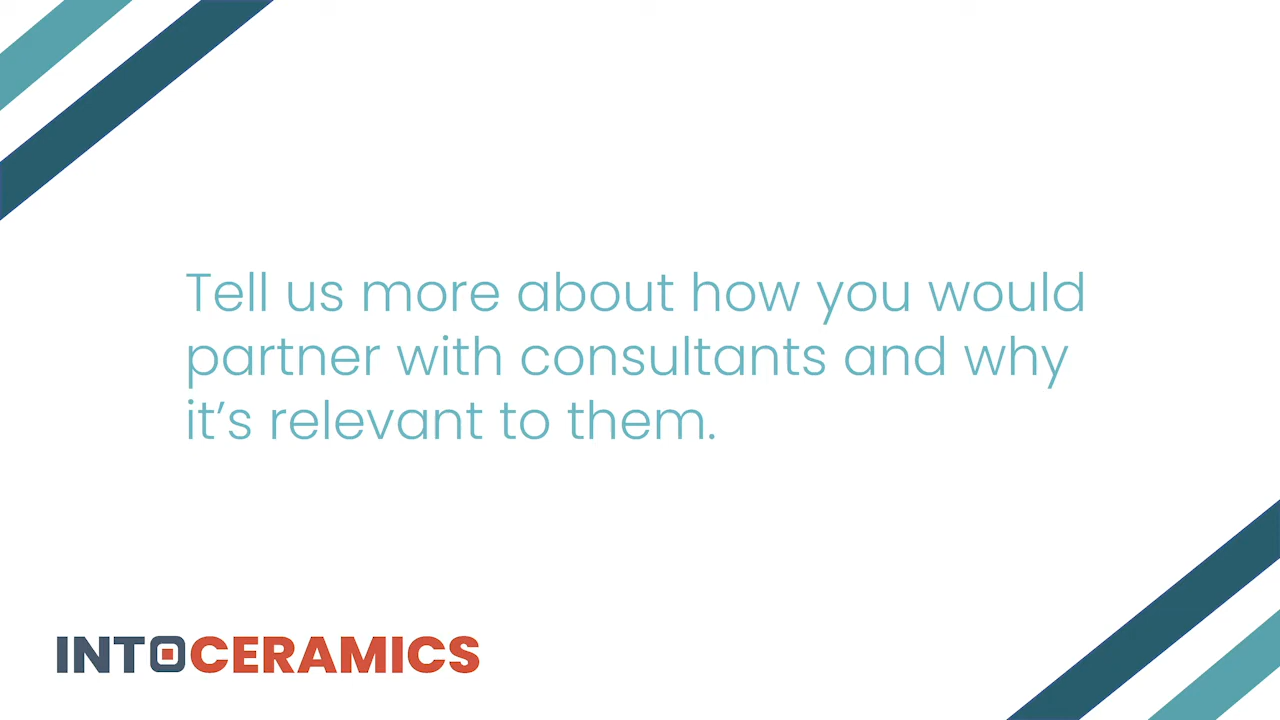 Tell us more about how you would
partner with consultants and why
it’s relevant to them.
INTOCERAMICS